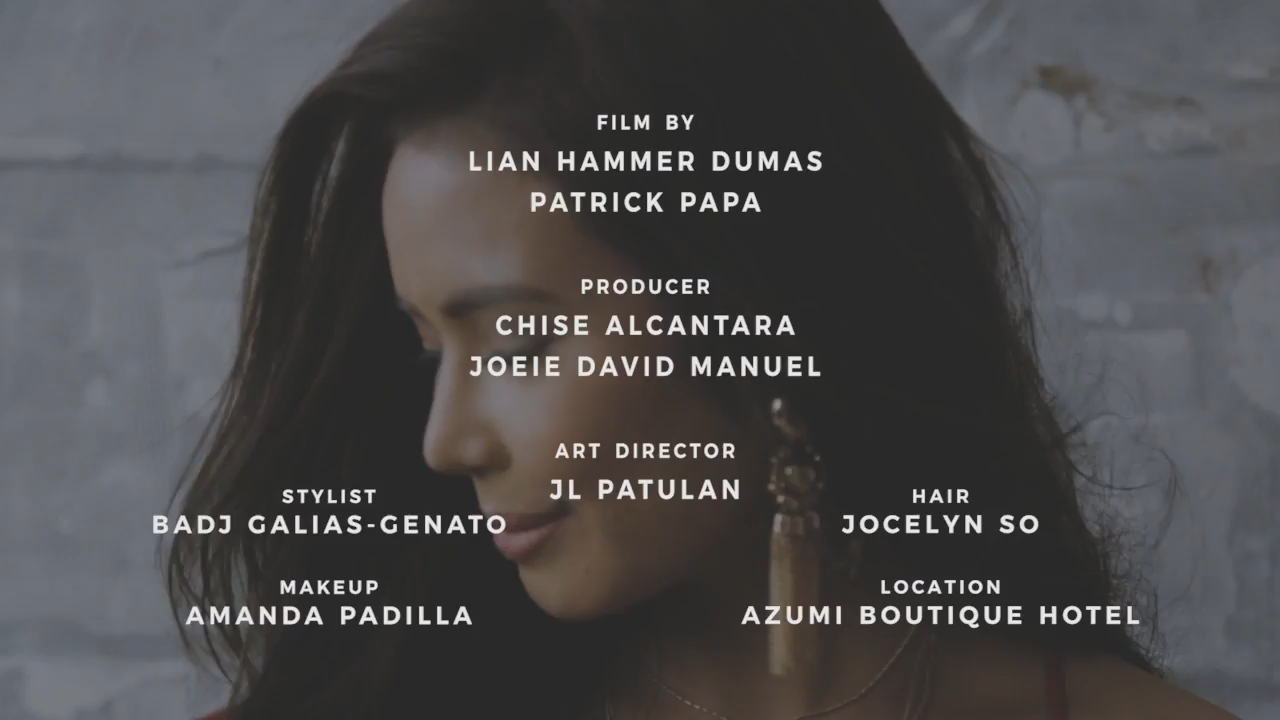 FILM BY
LIAN HAMMER DUMAS
PATRICK PAPA
PRODUCER
CHISE ALCANTARA
JOEIE DAVID MANUEL
ART DIRECTOR
JL PATULAN
STYLIST
BADJ GALIAS-GENATO
HAIR
JOCELYN SO
MAKEUP
AMANDA PADILLA
LOCATION
AZUMI BOUTIQUE HOTEL